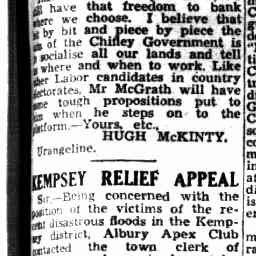 have that freedom to bank
where we choose. I believe that
bit by bit and piece by piece the
of the Chifley Government is
socialise all our lands and tell
where and when to work. Like
other Labor candidates in country
electorates, Mr McGrath will have
some tough propositions put to
him when he steps on to the
platform.—Yours, etc.,
HUGH McKINTY.
Urangeline.
KEMPSEY RELIEF APPEAL
Sir,—Being concerned with the
position of the victims of the re-
cent disastrous floods in the Kemp-
sey district, Albury Apex Club
contacted the town clerk of